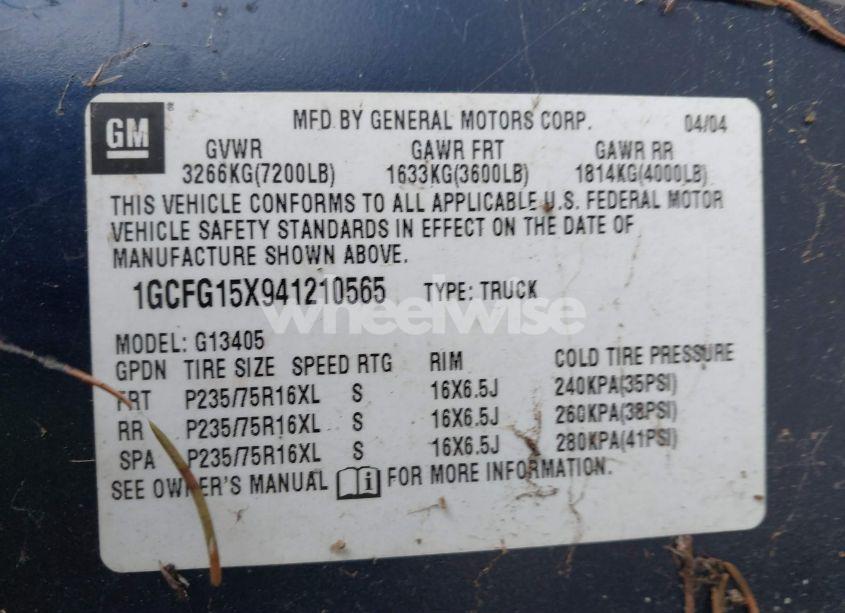 GM
MFD BY GENERAL MOTORS CORP. 04/04
GVWR GAWR FRT GAWR RR
3266KG(7200LB) 1633KG(3600LB) 1814KG(4000LB)
THIS VEHICLE CONFORMS TO ALL APPLICABLE U.S. FEDERAL MOTOR
VEHICLE SAFETY STANDARDS IN EFFECT ON THE DATE OF
MANUFACTURE SHOWN ABOVE.
1GCFG15X941210565 TYPE: TRUCK
wheelwise
MODEL: G13405
GPDN TIRE SIZE SPEED RTG RIM COLD TIRE PRESSURE
FRT P235/75R16XL S 16X6.5J 240KPA(35PSI)
RR P235/75R16XL S 16X6.5J 260KPA(38PSI)
SPA P235/75R16XL S 16X6.5J 280KPA(41PSI)
SEE OWNER'S MANUAL i FOR MORE INFORMATION.